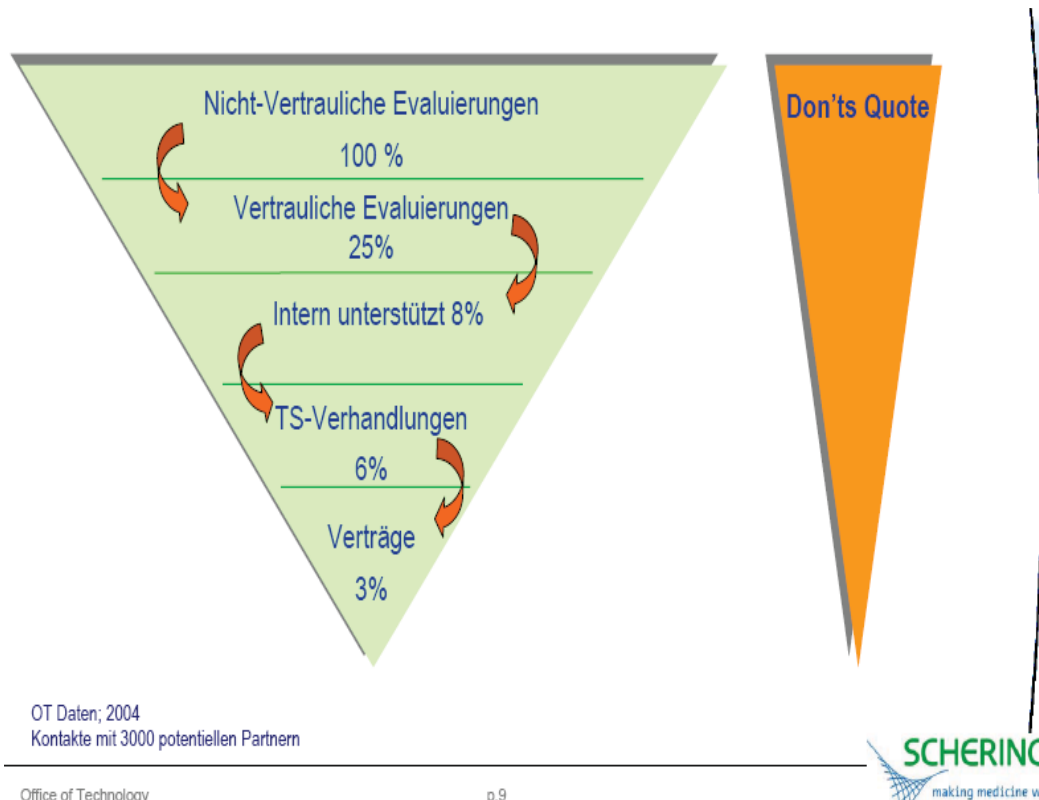 Nicht-Vertrauliche Evaluierungen
100 %
Vertrauliche Evaluierungen
25%
Intern unterstützt 8%
TS-Verhandlungen
6%
Verträge
3%
Don'ts Quote
OT Daten; 2004
Kontakte mit 3000 potentiellen Partnern
Office of Technology
p.9
SCHERING
making medicine w